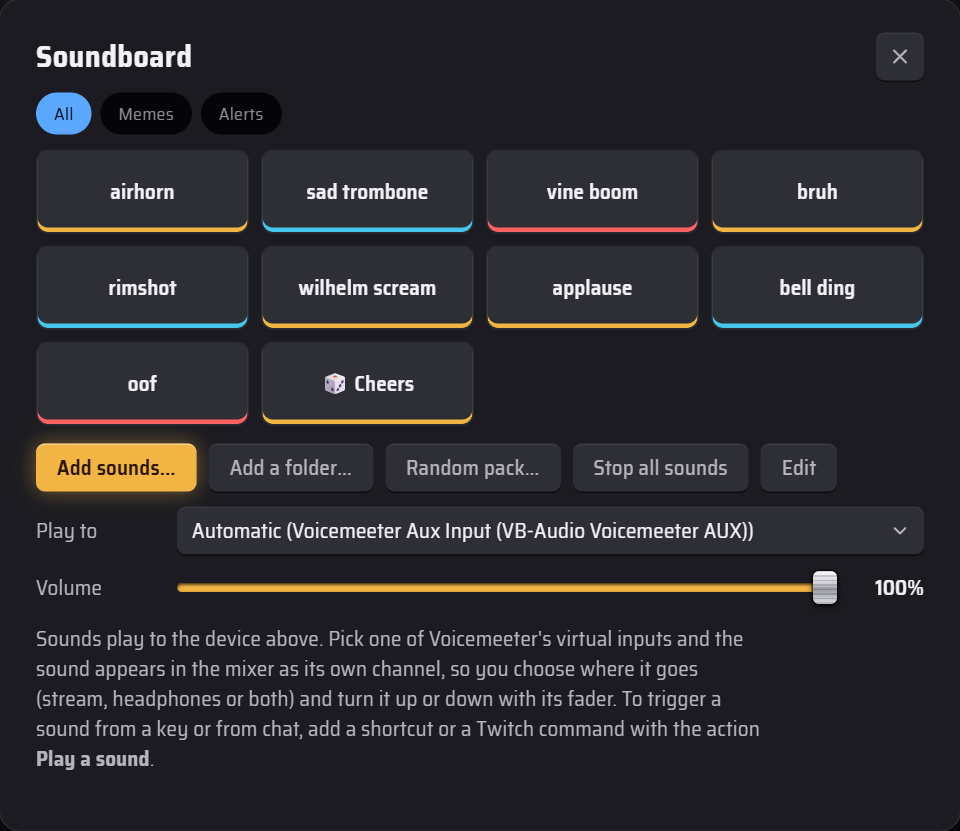 Soundboard
All
Memes
Alerts
airhorn
sad trombone
vine boom
bruh
rimshot
wilhelm scream
applause
bell ding
oof
🎲 Cheers
Add sounds...
Add a folder...
Random pack...
Stop all sounds
Edit
Play to
Automatic (Voicemeeter Aux Input (VB-Audio Voicemeeter AUX))
Volume
100%
Sounds play to the device above. Pick one of Voicemeeter's virtual inputs and the
sound appears in the mixer as its own channel, so you choose where it goes
(stream, headphones or both) and turn it up or down with its fader. To trigger a
sound from a key or from chat, add a shortcut or a Twitch command with the action
Play a sound.